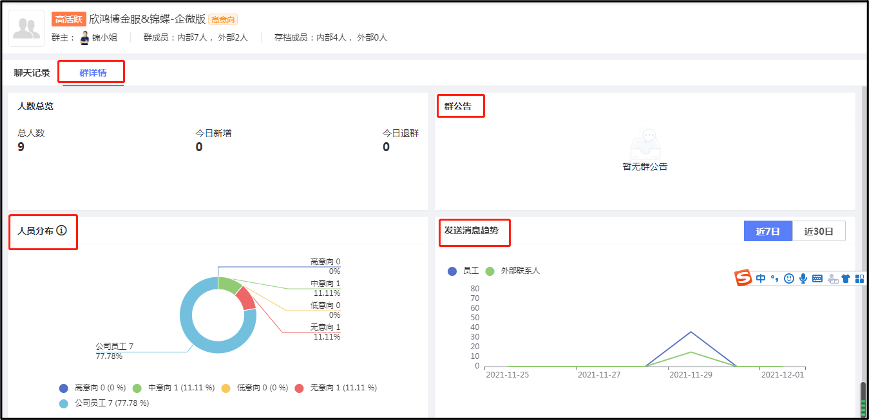 高活跃 欣鸿博金服&锦蝶-企微版 高意向
群主： 锦小姐 群成员：内部7人，外部2人 存档成员：内部4人，外部0人
聊天记录 群详情
人数总览
总人数 今日新增 今日退群
9 0 0
群公告
暂无群公告
人员分布
高意向 0
0%
中意向 1
11.11%
低意向 0
0%
无意向 1
11.11%
公司员工 7
77.78%
高意向 0 (0 %) 中意向 1 (11.11 %) 低意向 0 (0 %) 无意向 1 (11.11 %)
公司员工 7 (77.78 %)
发送消息趋势 近7日 近30日
员工 外部联系人
中
80
70
60
50
40
30
20
10
0
2021-11-25 2021-11-27 2021-11-29 2021-12-01